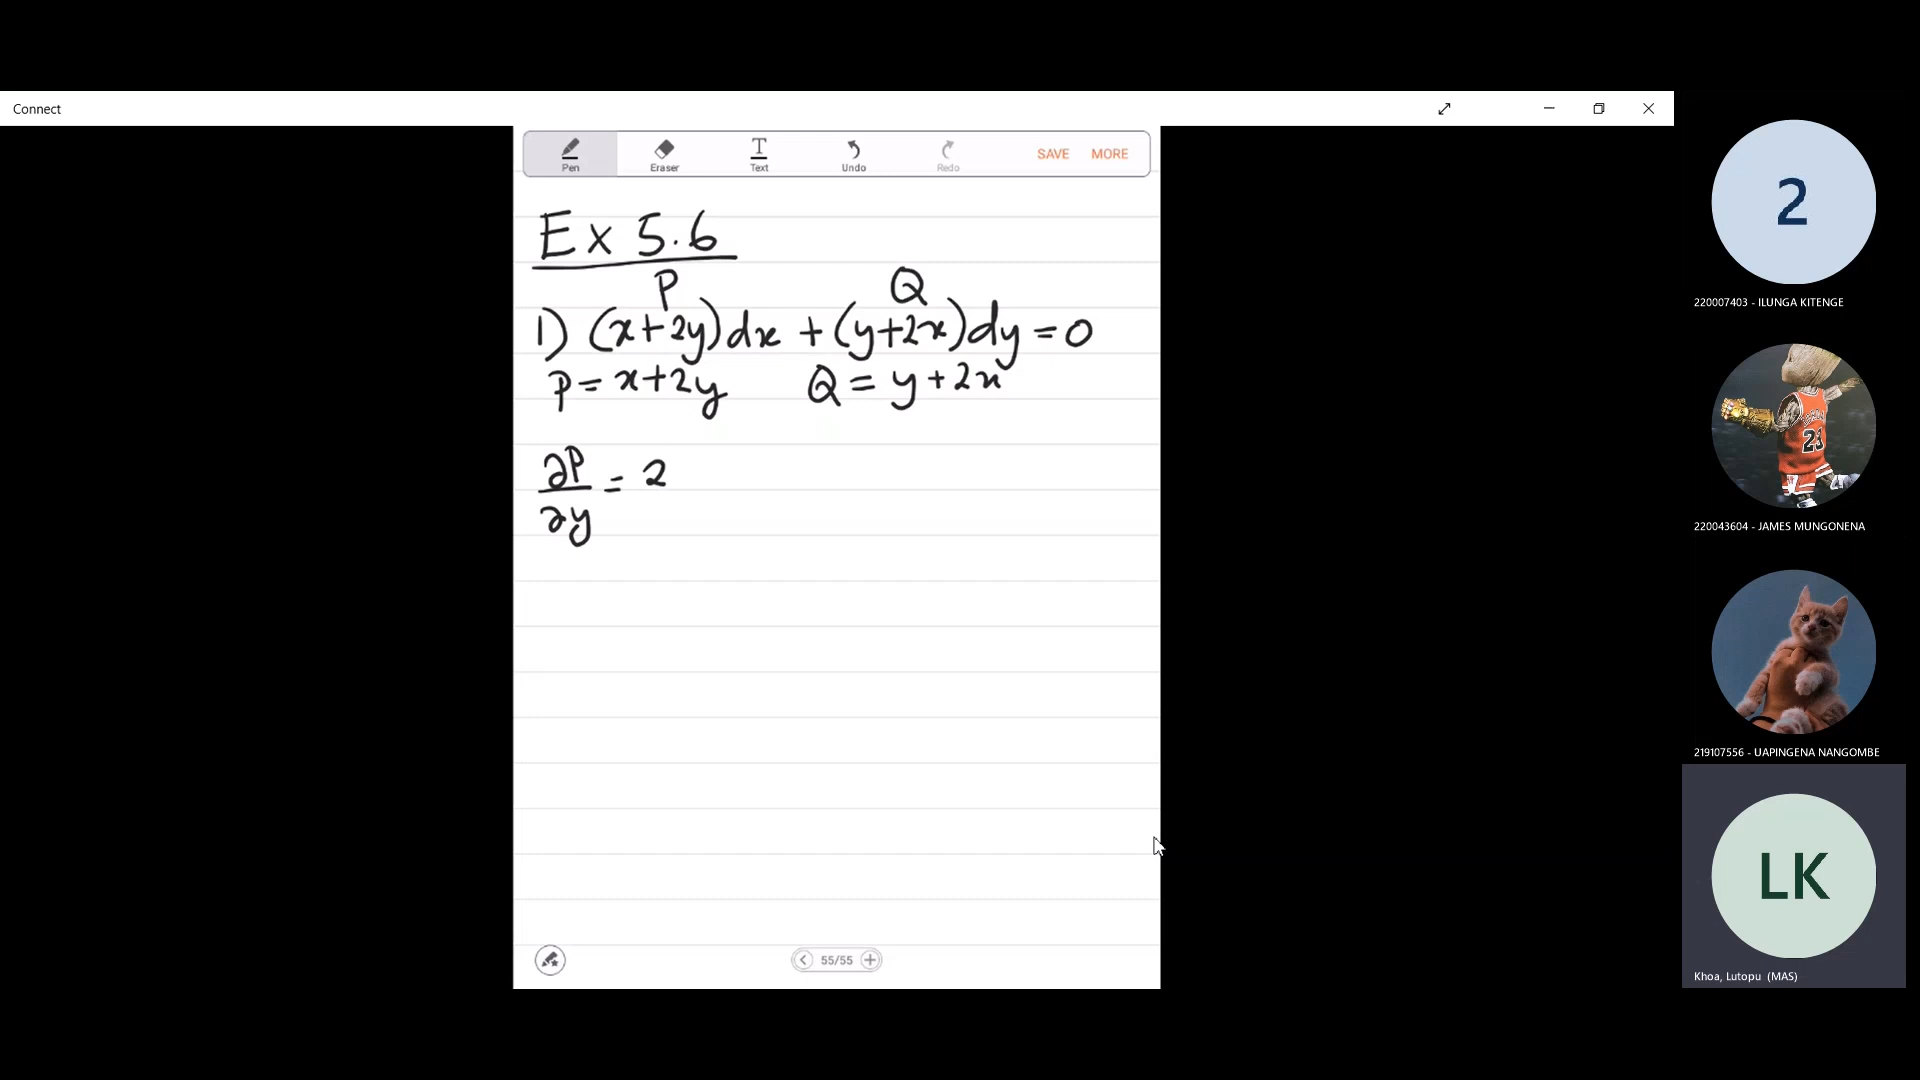 Connect
Pen Eraser Text Undo Redo SAVE MORE
Ex 5.6
P Q
1) (x+2y)dx + (y+2x)dy = 0
P = x+2y Q = y+2x
∂P/∂y = 2
55/55
2
220007403 - ILUNGA KITENGE
23
220043604 - JAMES MUNGONENA
219107556 - UAPINGENA NANGOMBE
LK
Khoa, Lutopu (MAS)